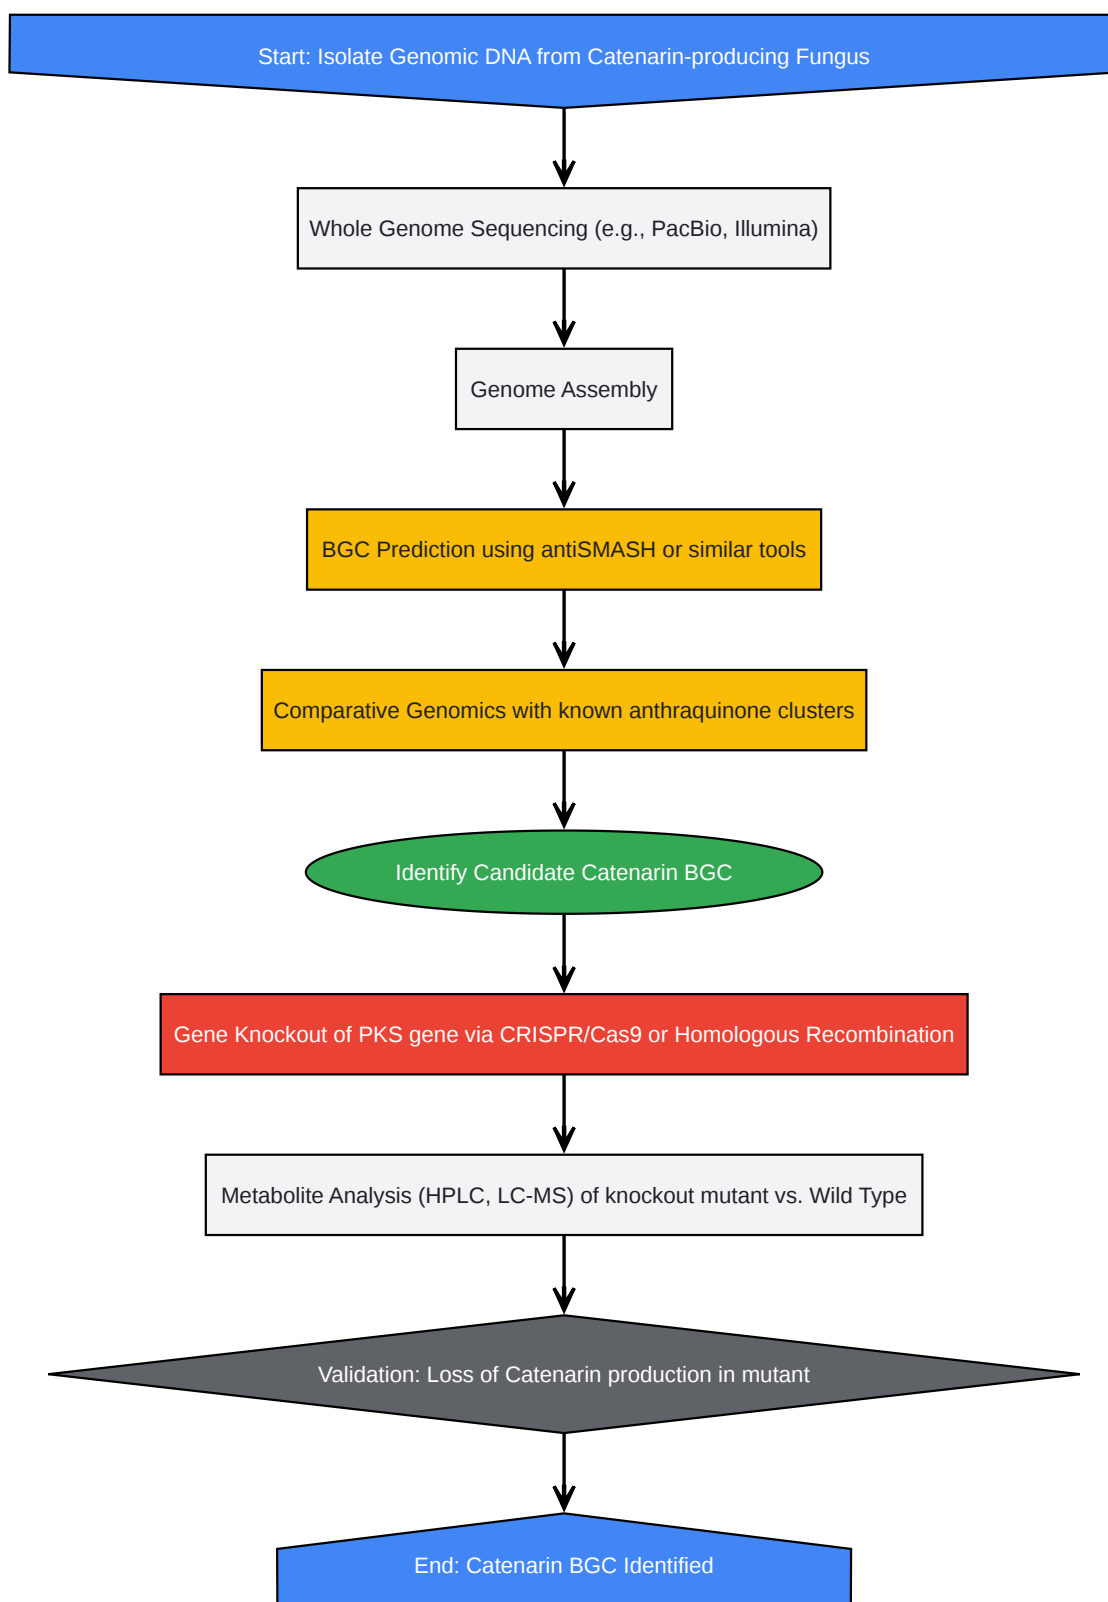 Start: Isolate Genomic DNA from Catenarin-producing Fungus
Whole Genome Sequencing (e.g., PacBio, Illumina)
Genome Assembly
BGC Prediction using antiSMASH or similar tools
Comparative Genomics with known anthraquinone clusters
Identify Candidate Catenarin BGC
Gene Knockout of PKS gene via CRISPR/Cas9 or Homologous Recombination
Metabolite Analysis (HPLC, LC-MS) of knockout mutant vs. Wild Type
Validation: Loss of Catenarin production in mutant
End: Catenarin BGC Identified